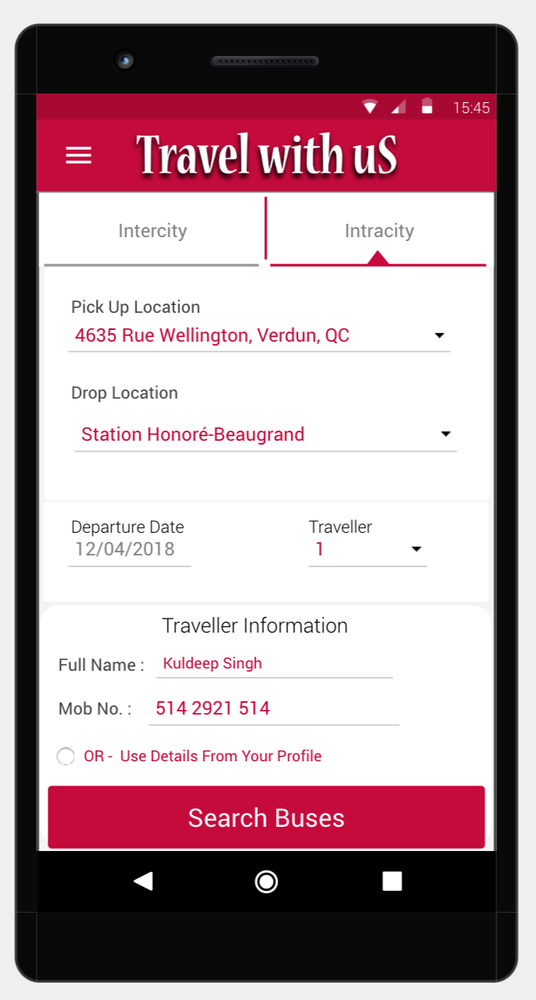 15:45
Travel with uS
Intercity Intracity
Pick Up Location
4635 Rue Wellington, Verdun, QC
Drop Location
Station Honoré-Beaugrand
Departure Date Traveller
12/04/2018 1
Traveller Information
Full Name : Kuldeep Singh
Mob No. : 514 2921 514
OR - Use Details From Your Profile
Search Buses